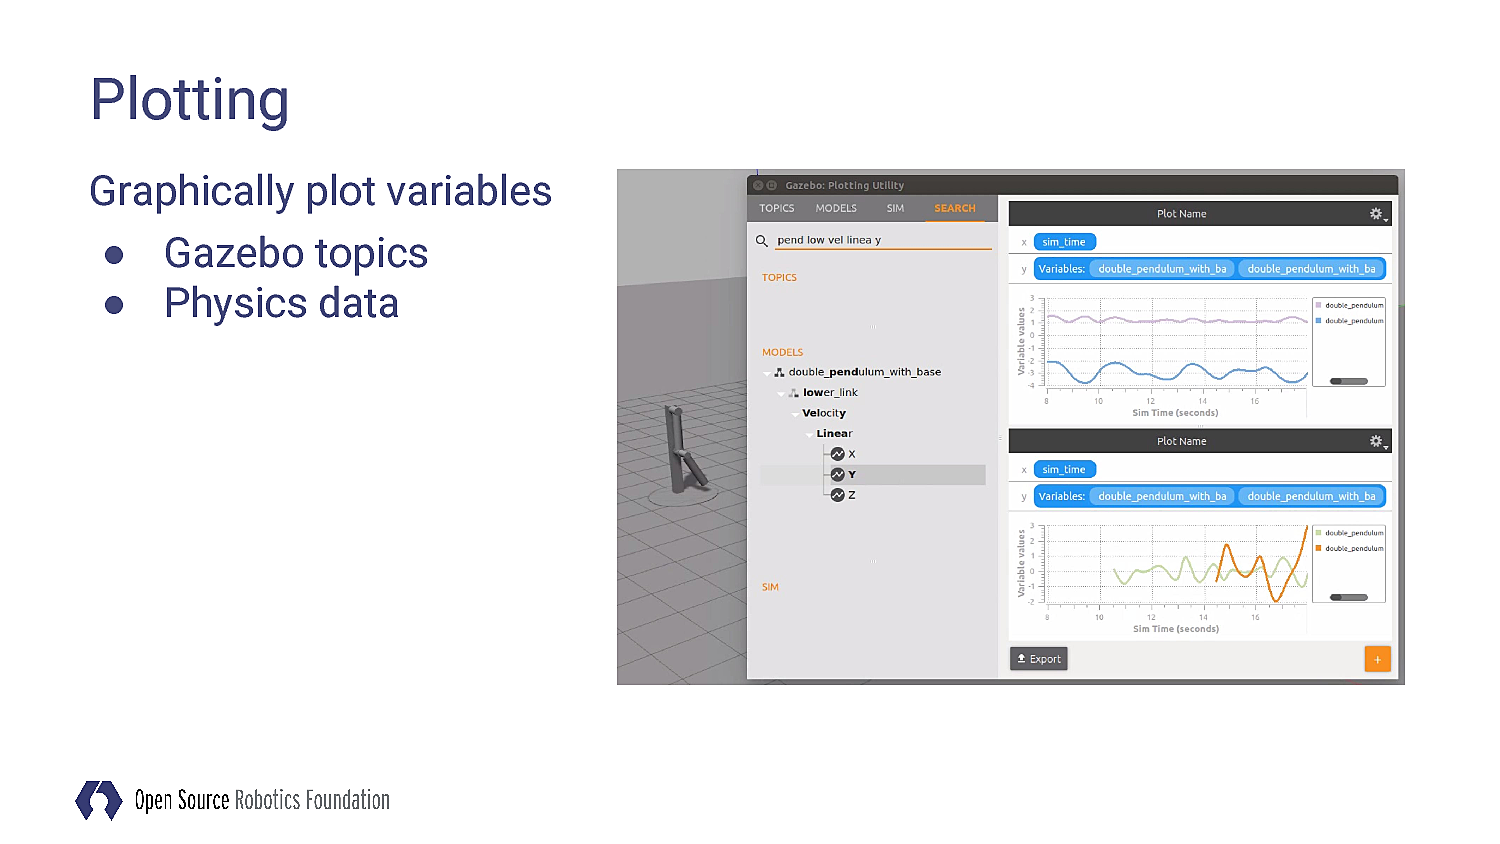 Plotting
Graphically plot variables
● Gazebo topics
● Physics data
Gazebo: Plotting Utility
TOPICS MODELS SIM SEARCH
pend low vel linea y
TOPICS
MODELS
double_pendulum_with_base
lower_link
Velocity
Linear
X
Y
Z
SIM
Plot Name
x sim_time
y Variables: double_pendulum_with_ba double_pendulum_with_ba
Variable values
3
2
1
0
-1
-2
-3
-4
8 10 12 14 16
Sim Time (seconds)
double_pendulum
double_pendulum
Plot Name
x sim_time
y Variables: double_pendulum_with_ba double_pendulum_with_ba
Variable values
3
2
1
0
-1
-2
8 10 12 14 16
Sim Time (seconds)
double_pendulum
double_pendulum
Export +
Open Source Robotics Foundation